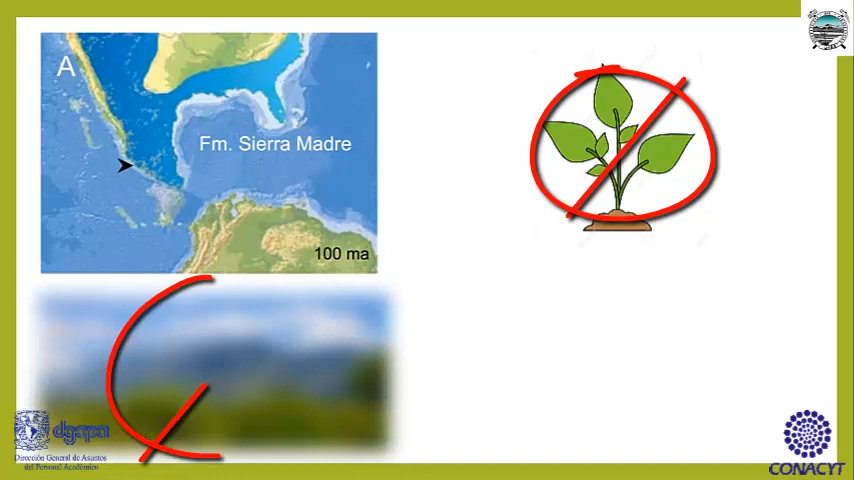 A
Fm. Sierra Madre
100 ma
dgapa
Dirección General de Asuntos
del Personal Académico
CONACYT